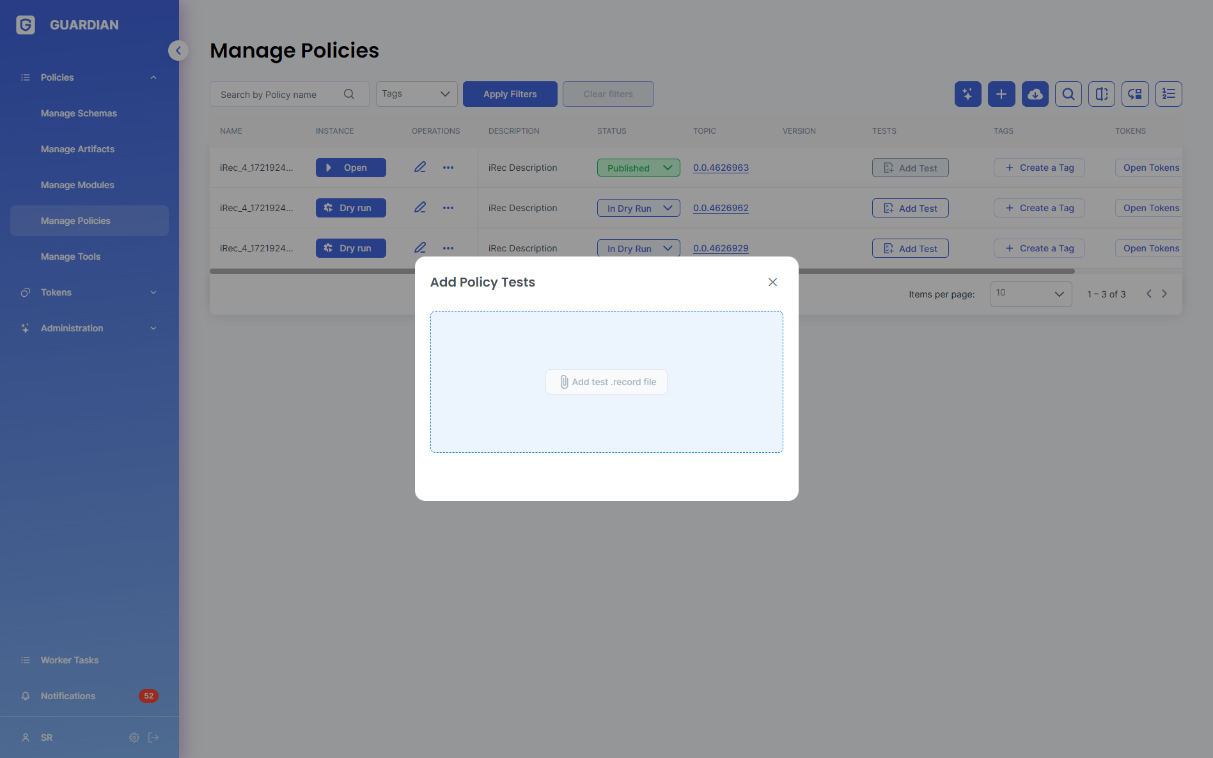 GUARDIAN
Policies
Manage Schemas
Manage Artifacts
Manage Modules
Manage Policies
Manage Tools
Tokens
Administration
Worker Tasks
Notifications 52
SR
Manage Policies
Search by Policy name Tags Apply Filters Clear filters
NAME INSTANCE OPERATIONS DESCRIPTION STATUS TOPIC VERSION TESTS TAGS TOKENS
iRec_4_1721924... Open iRec Description Published 0.0.4626963 Add Test Create a Tag Open Tokens
iRec_4_1721924... Dry run iRec Description In Dry Run 0.0.4626962 Add Test Create a Tag Open Tokens
iRec_4_1721924... Dry run iRec Description In Dry Run 0.0.4626929 Add Test Create a Tag Open Tokens
Items per page: 10 1 – 3 of 3
Add Policy Tests
Add test .record file